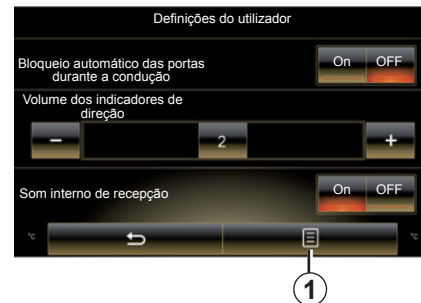 Definições do utilizador
Bloqueio automático das portas
durante a condução
On OFF
Volume dos indicadores de
direção
− 2 +
Som interno de recepção
On OFF
°C °C
1